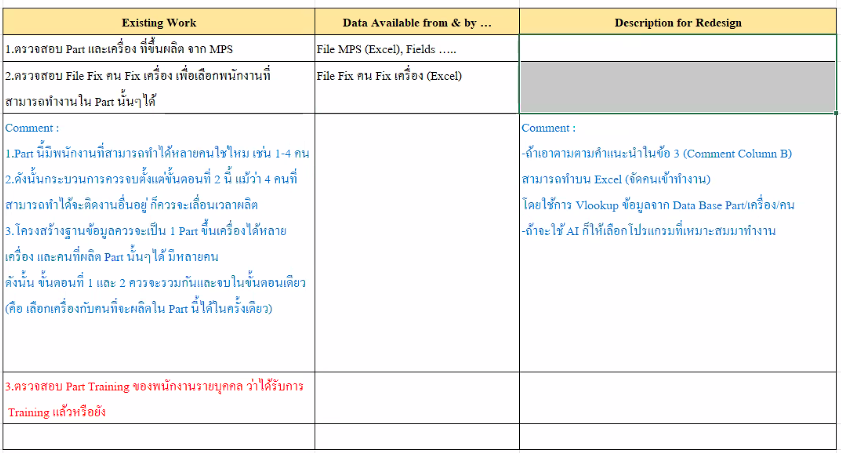 Existing Work
Data Available from & by …
Description for Redesign
1.ตรวจสอบ Part และเครื่อง ที่ขึ้นผลิต จาก MPS
File MPS (Excel), Fields …..
2.ตรวจสอบ File Fix คน Fix เครื่อง เพื่อเลือกพนักงานที่
สามารถทำงานใน Part นั้นๆได้
File Fix คน Fix เครื่อง (Excel)
Comment :
1.Part นี้มีพนักงานที่สามารถทำได้หลายคนใช่ไหม เช่น 1-4 คน
2.ดังนั้นกระบวนการควรจบตั้งแต่ขั้นตอนที่ 2 นี้ แม้ว่า 4 คนที่
สามารถทำได้จะติดงานอื่นอยู่ ก็ควรจะเลื่อนเวลาผลิต
3.โครงสร้างฐานข้อมูลควรจะเป็น 1 Part ขึ้นเครื่องได้หลาย
เครื่อง และคนที่ผลิต Part นั้นๆได้ มีหลายคน
ดังนั้น ขั้นตอนที่ 1 และ 2 ควรจะรวมกันและจบในขั้นตอนเดียว
(คือ เลือกเครื่องกับคนที่จะผลิตใน Part นี้ได้ในครั้งเดียว)
Comment :
-ถ้าเอาตามตามคำแนะนำในข้อ 3 (Comment Column B)
สามารถทำบน Excel (จัดคนเข้าทำงาน)
โดยใช้การ Vlookup ข้อมูลจาก Data Base Part/เครื่อง/คน
-ถ้าจะใช้ AI ก็ให้เลือกโปรแกรมที่เหมาะสมมาทำงาน
3.ตรวจสอบ Part Training ของพนักงานรายบุคคล ว่าได้รับการ
Training แล้วหรือยัง